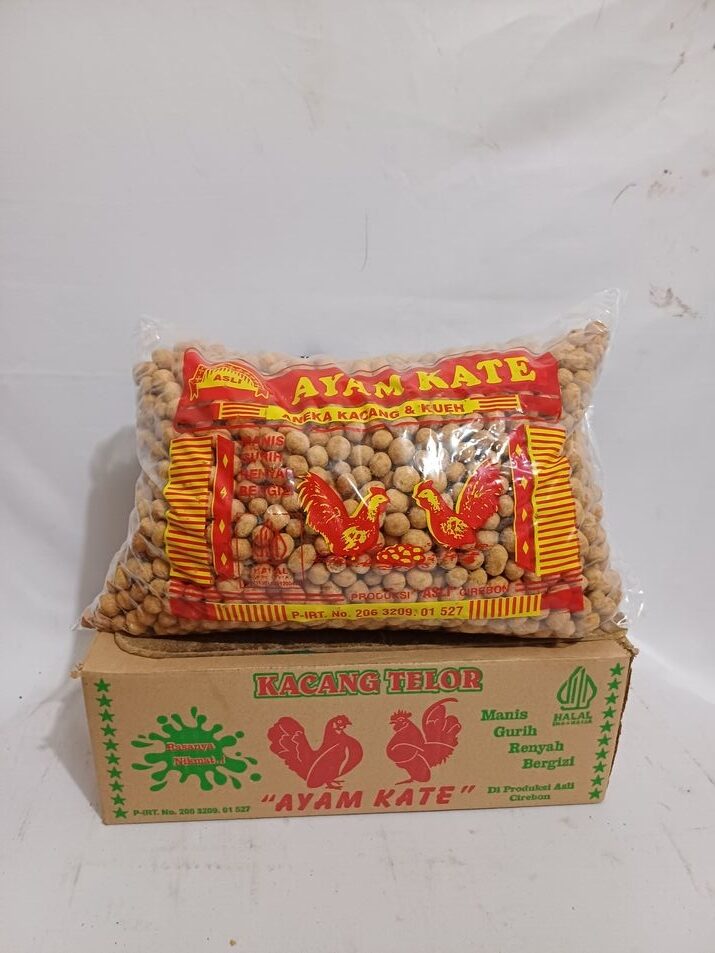 ASLI
AYAM KATE
ANEKA KACANG & KUEH
MANIS
GURIH
RENYAH
BERGIZI
HALAL
PRODUKSI "ASLI" CIREBON
P-IRT. No. 206 3209. 01 527
KACANG TELOR
Rasanya
Nikmat..!
Manis
Gurih
Renyah
Bergizi
HALAL
INDONESIA
"AYAM KATE"
Di Produksi Asli
Cirebon
P-IRT. No. 206 3209. 01 527